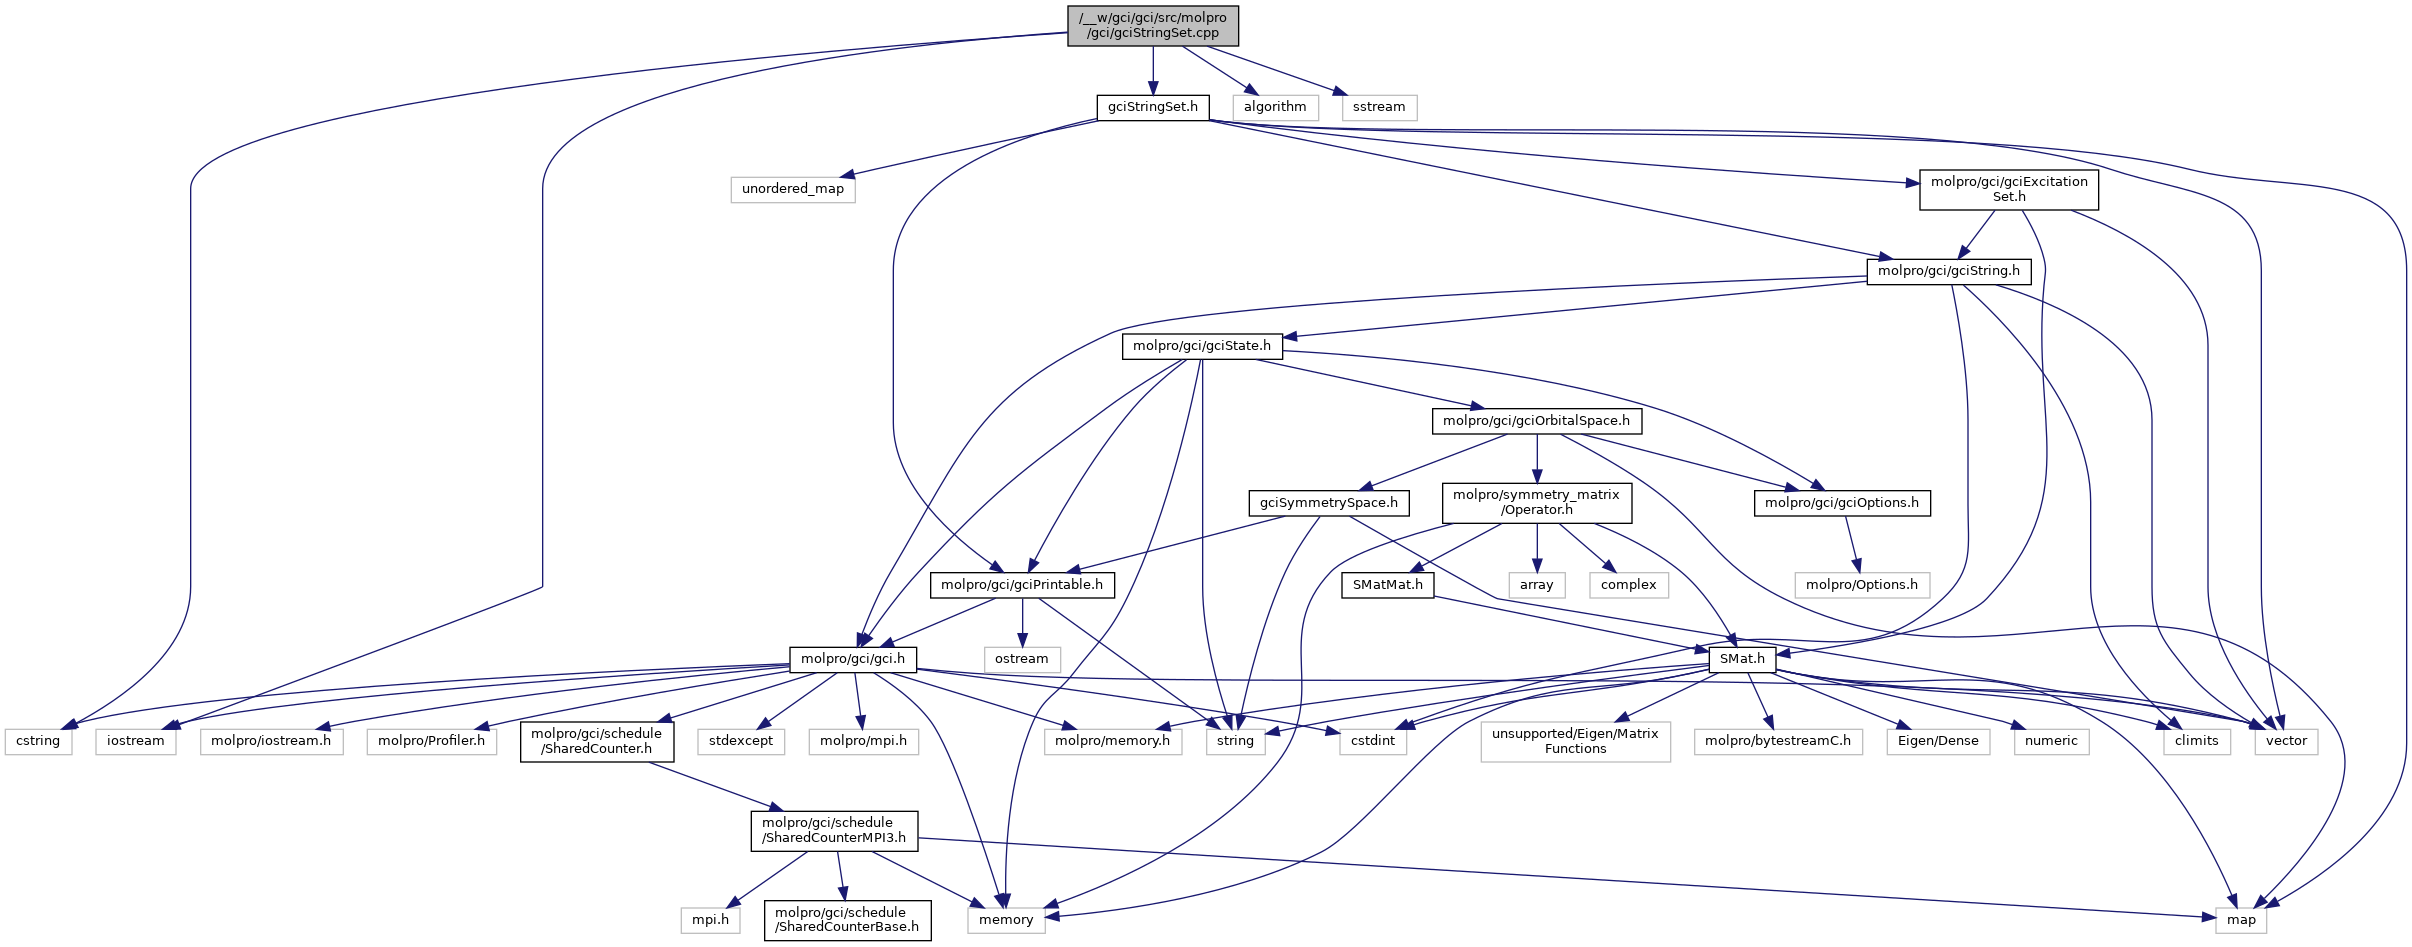 /__w/gci/gci/src/molpro
/gci/gciStringSet.cpp
gciStringSet.h
algorithm
sstream
unordered_map
molpro/gci/gciExcitation
Set.h
molpro/gci/gciString.h
molpro/gci/gciState.h
molpro/gci/gciOrbitalSpace.h
gciSymmetrySpace.h
molpro/symmetry_matrix
/Operator.h
molpro/gci/gciOptions.h
molpro/gci/gciPrintable.h
SMatMat.h
array
complex
molpro/Options.h
molpro/gci/gci.h
ostream
SMat.h
cstring
iostream
molpro/iostream.h
molpro/Profiler.h
molpro/gci/schedule
/SharedCounter.h
stdexcept
molpro/mpi.h
molpro/memory.h
string
cstdint
unsupported/Eigen/Matrix
Functions
molpro/bytestreamC.h
Eigen/Dense
numeric
climits
vector
molpro/gci/schedule
/SharedCounterMPI3.h
mpi.h
molpro/gci/schedule
/SharedCounterBase.h
memory
map